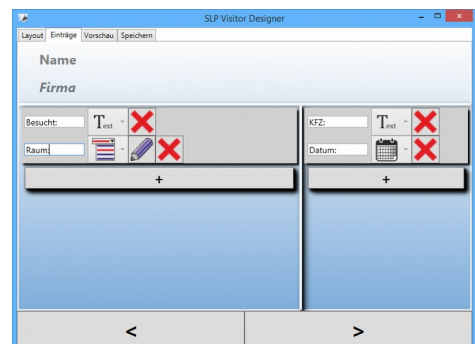 SLP Visitor Designer
Layout Einträge Vorschau Speichern
Name
Firma
Besucht: Text
KFZ: Text
Raum:
Datum:
+ +
< >